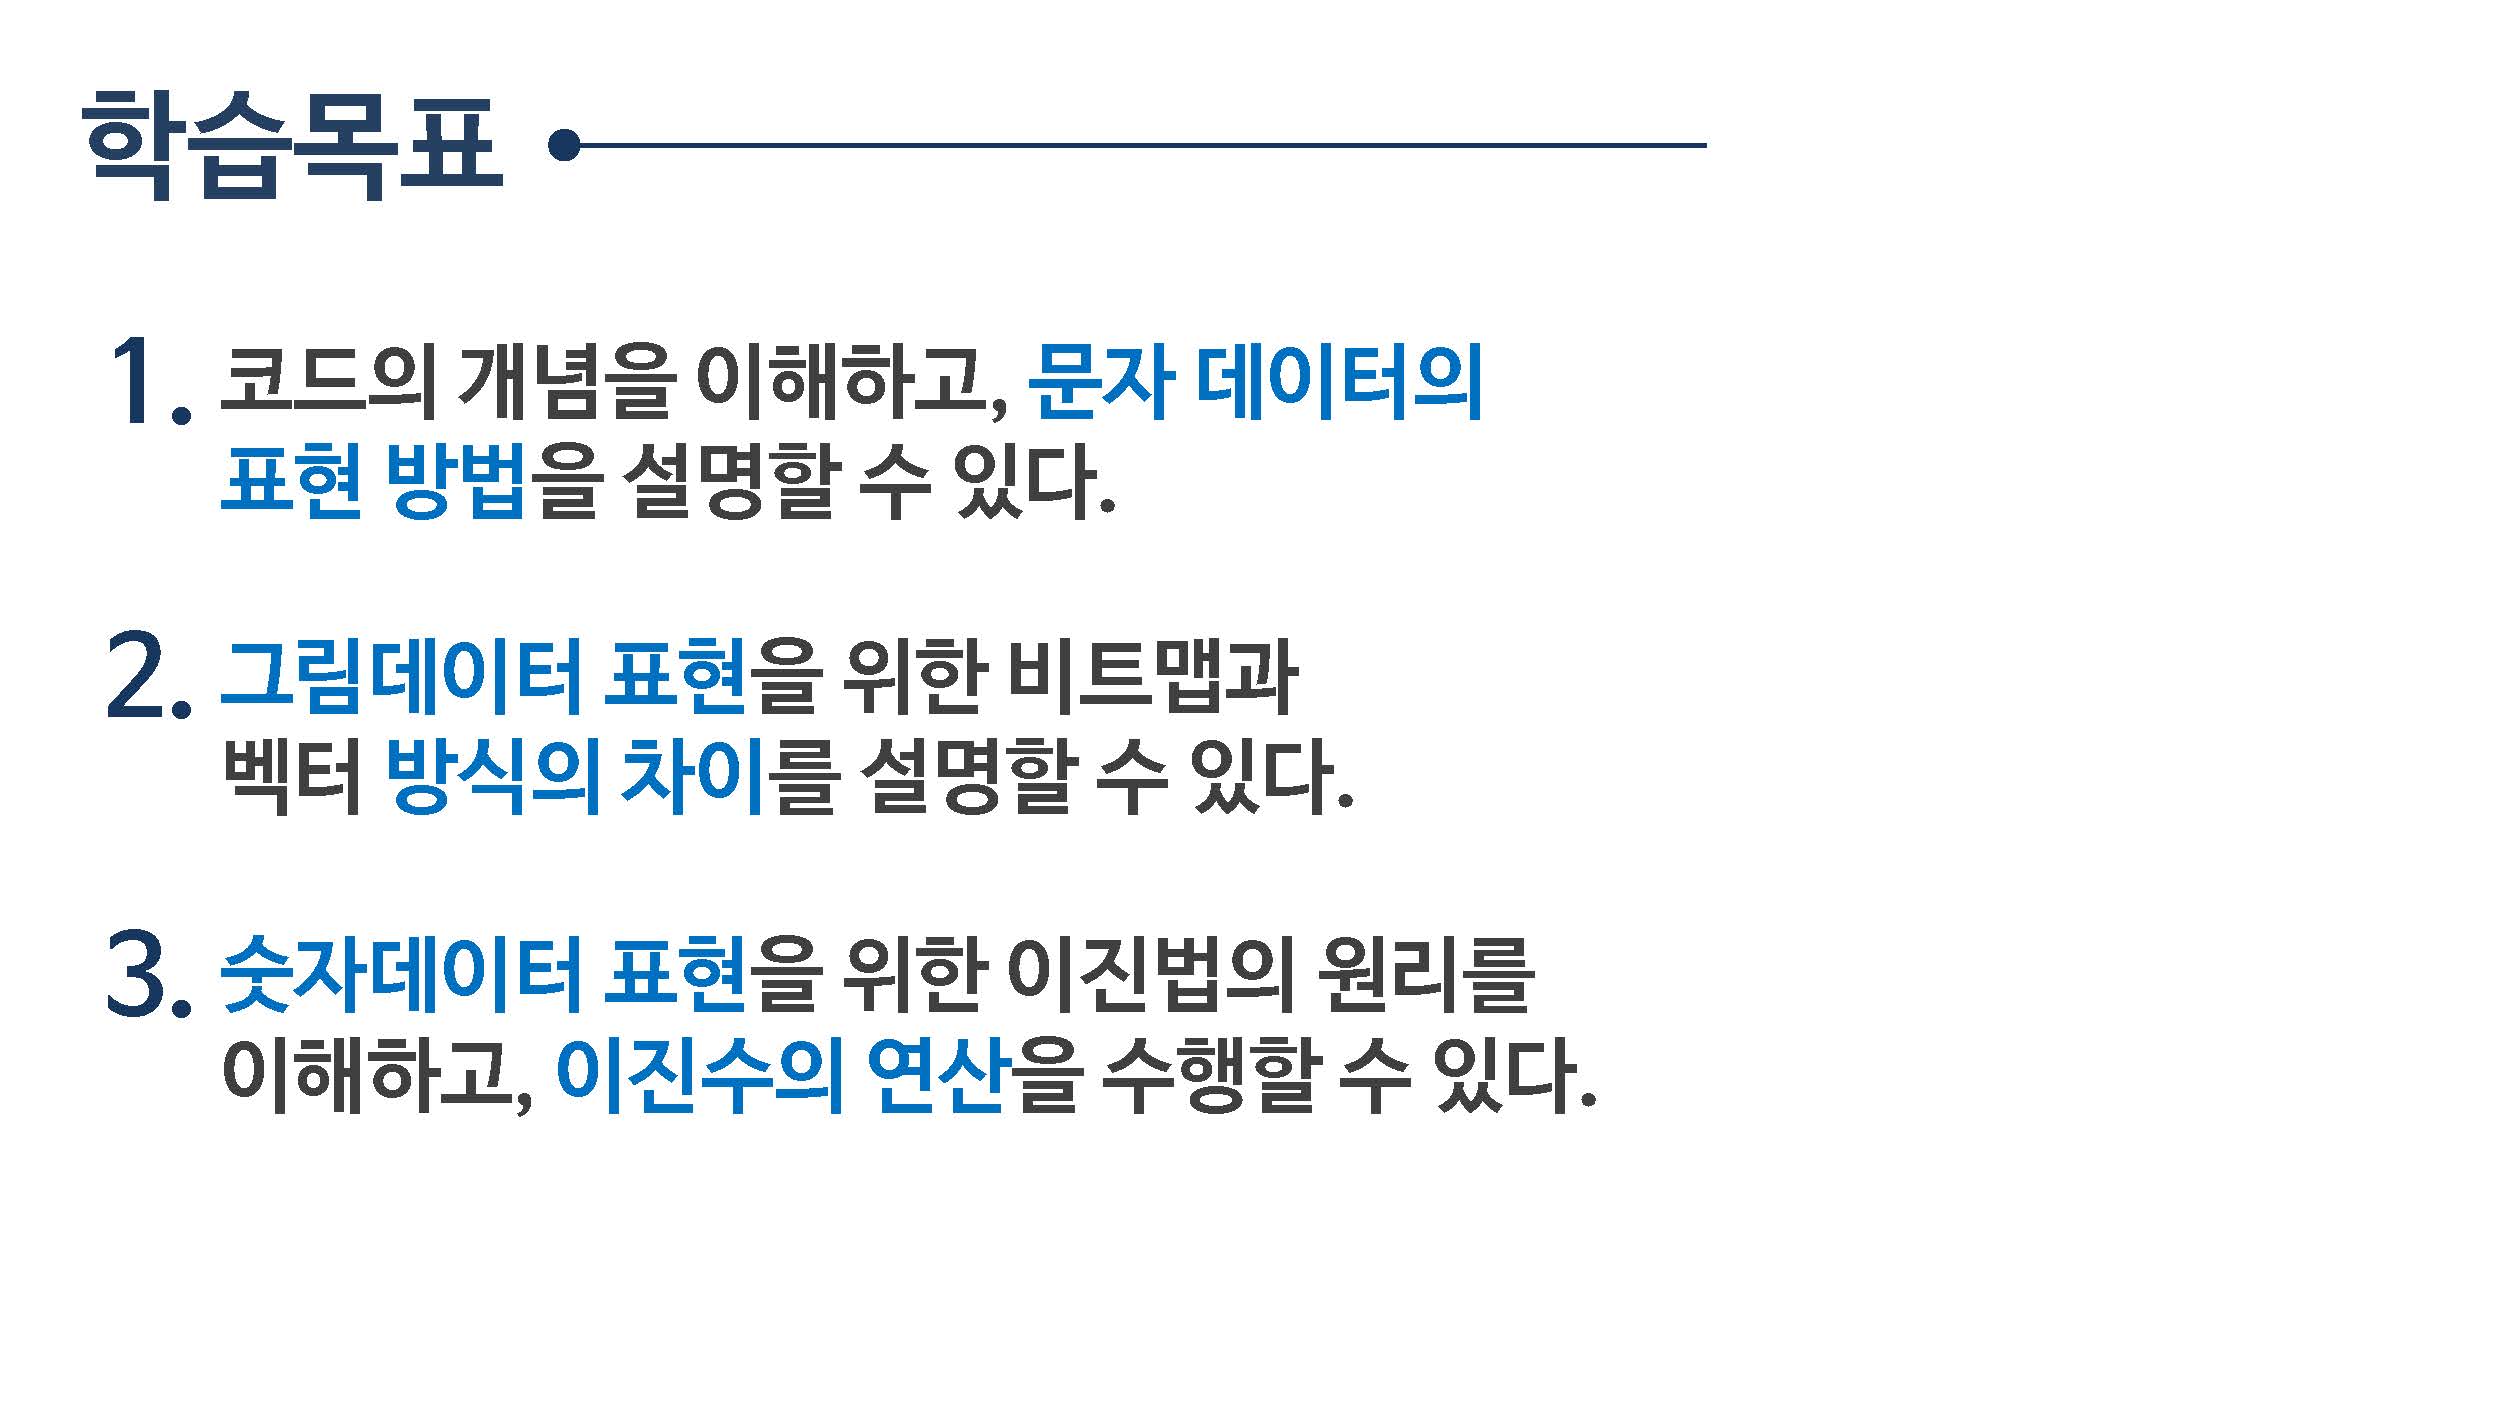 학습목표
1. 코드의 개념을 이해하고, 문자 데이터의
표현 방법을 설명할 수 있다.
2. 그림데이터 표현을 위한 비트맵과
벡터 방식의 차이를 설명할 수 있다.
3. 숫자데이터 표현을 위한 이진법의 원리를
이해하고, 이진수의 연산을 수행할 수 있다.